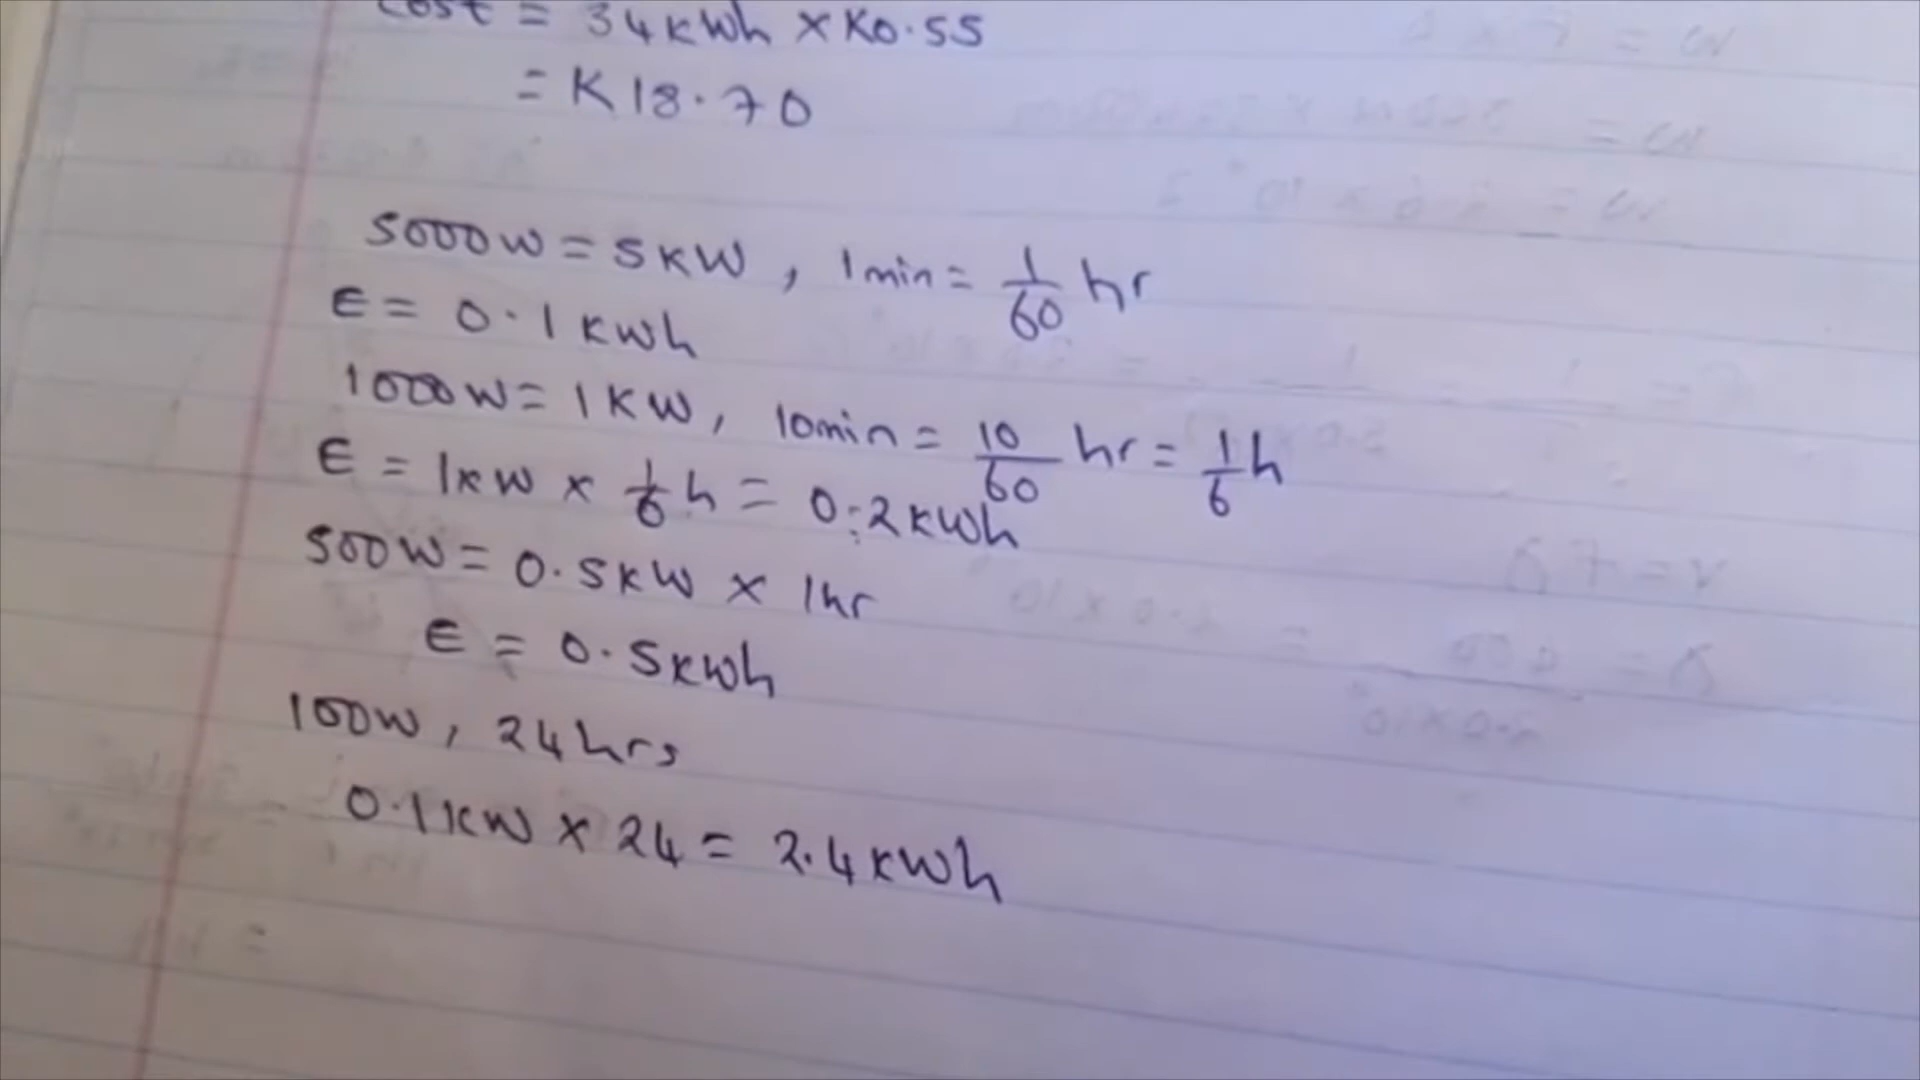 cost = 34kWh × K0.55
= K18.70
5000W = 5KW, 1min = 1/60 hr
E = 0.1kWh
1000W = 1KW, 10min = 10/60 hr = 1/6 h
E = 1KW × 1/6 h = 0.2kWh
500W = 0.5KW × 1hr
E = 0.5kWh
100W, 24hrs
0.1kW × 24 = 2.4kWh